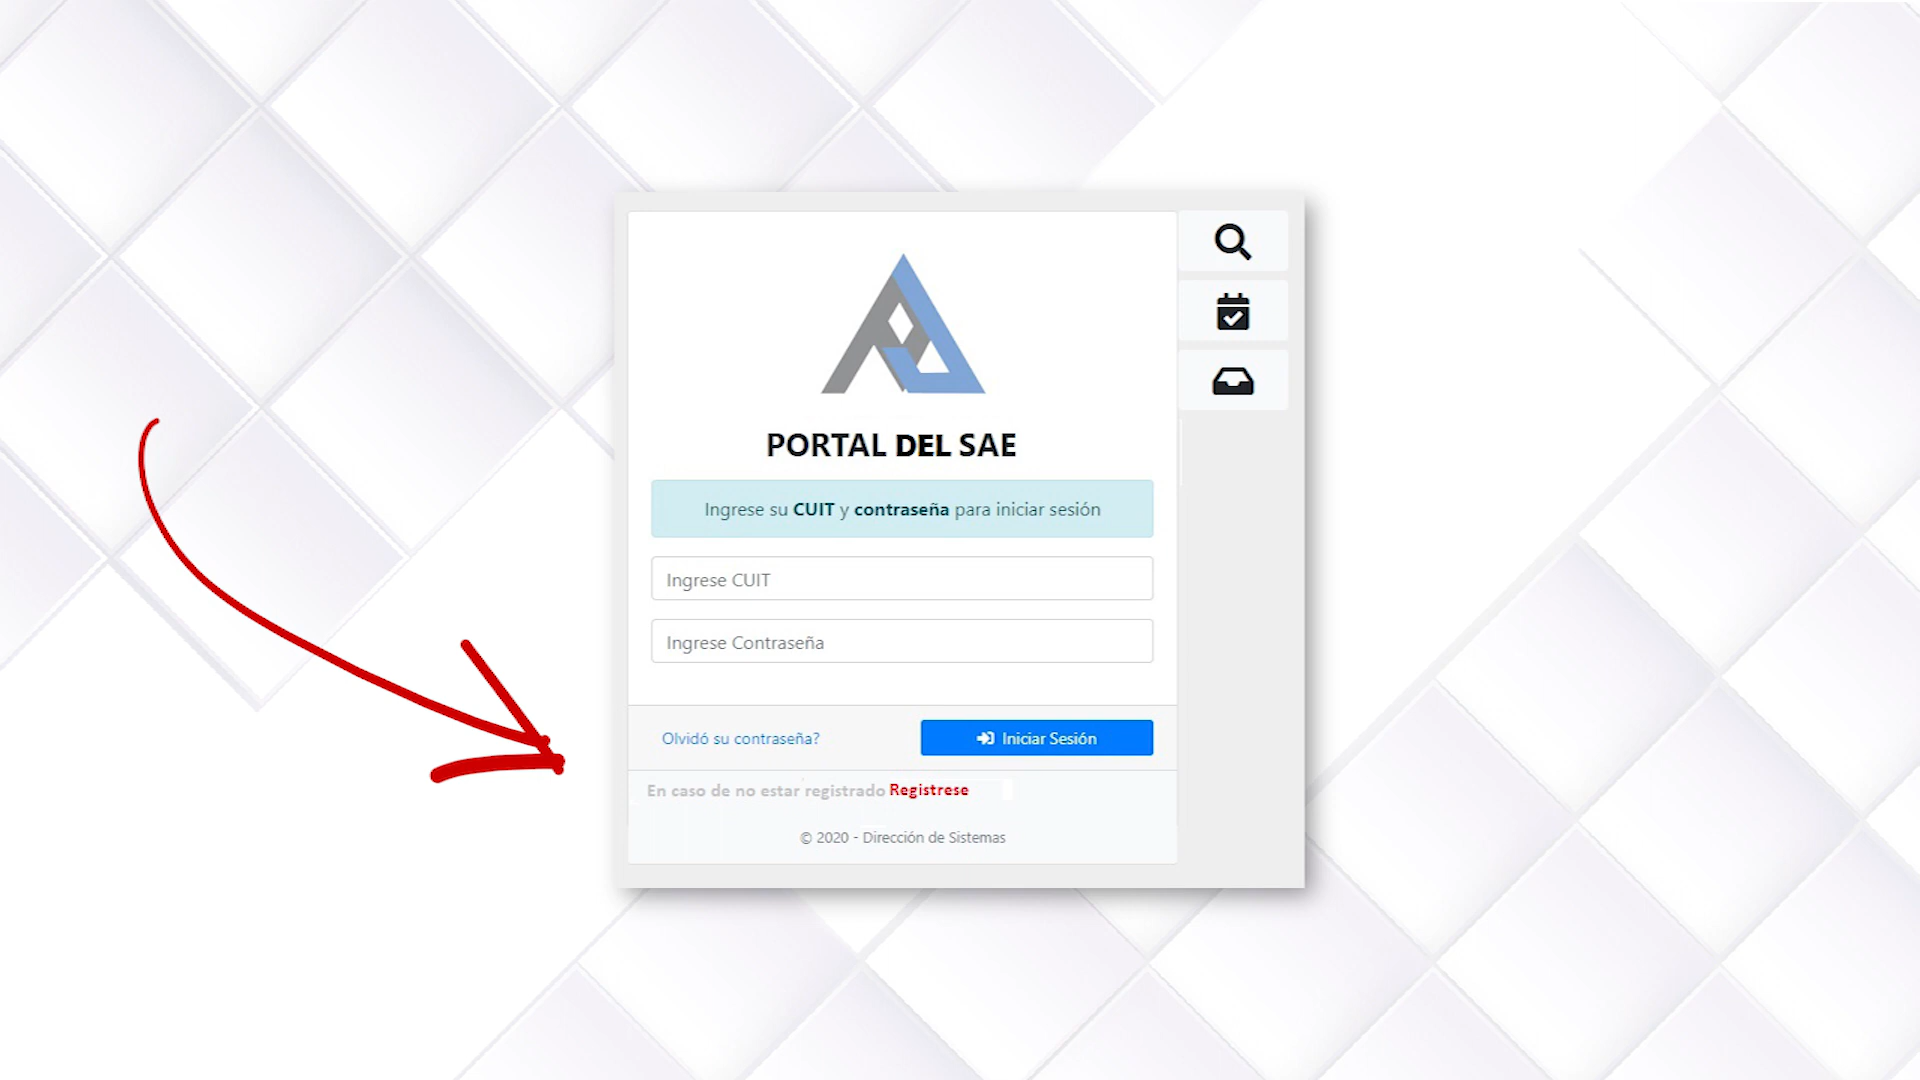 PORTAL DEL SAE
Ingrese su CUIT y contraseña para iniciar sesión
Ingrese CUIT
Ingrese Contraseña
Olvidó su contraseña?
Iniciar Sesión
En caso de no estar registrado Registrese
© 2020 - Dirección de Sistemas